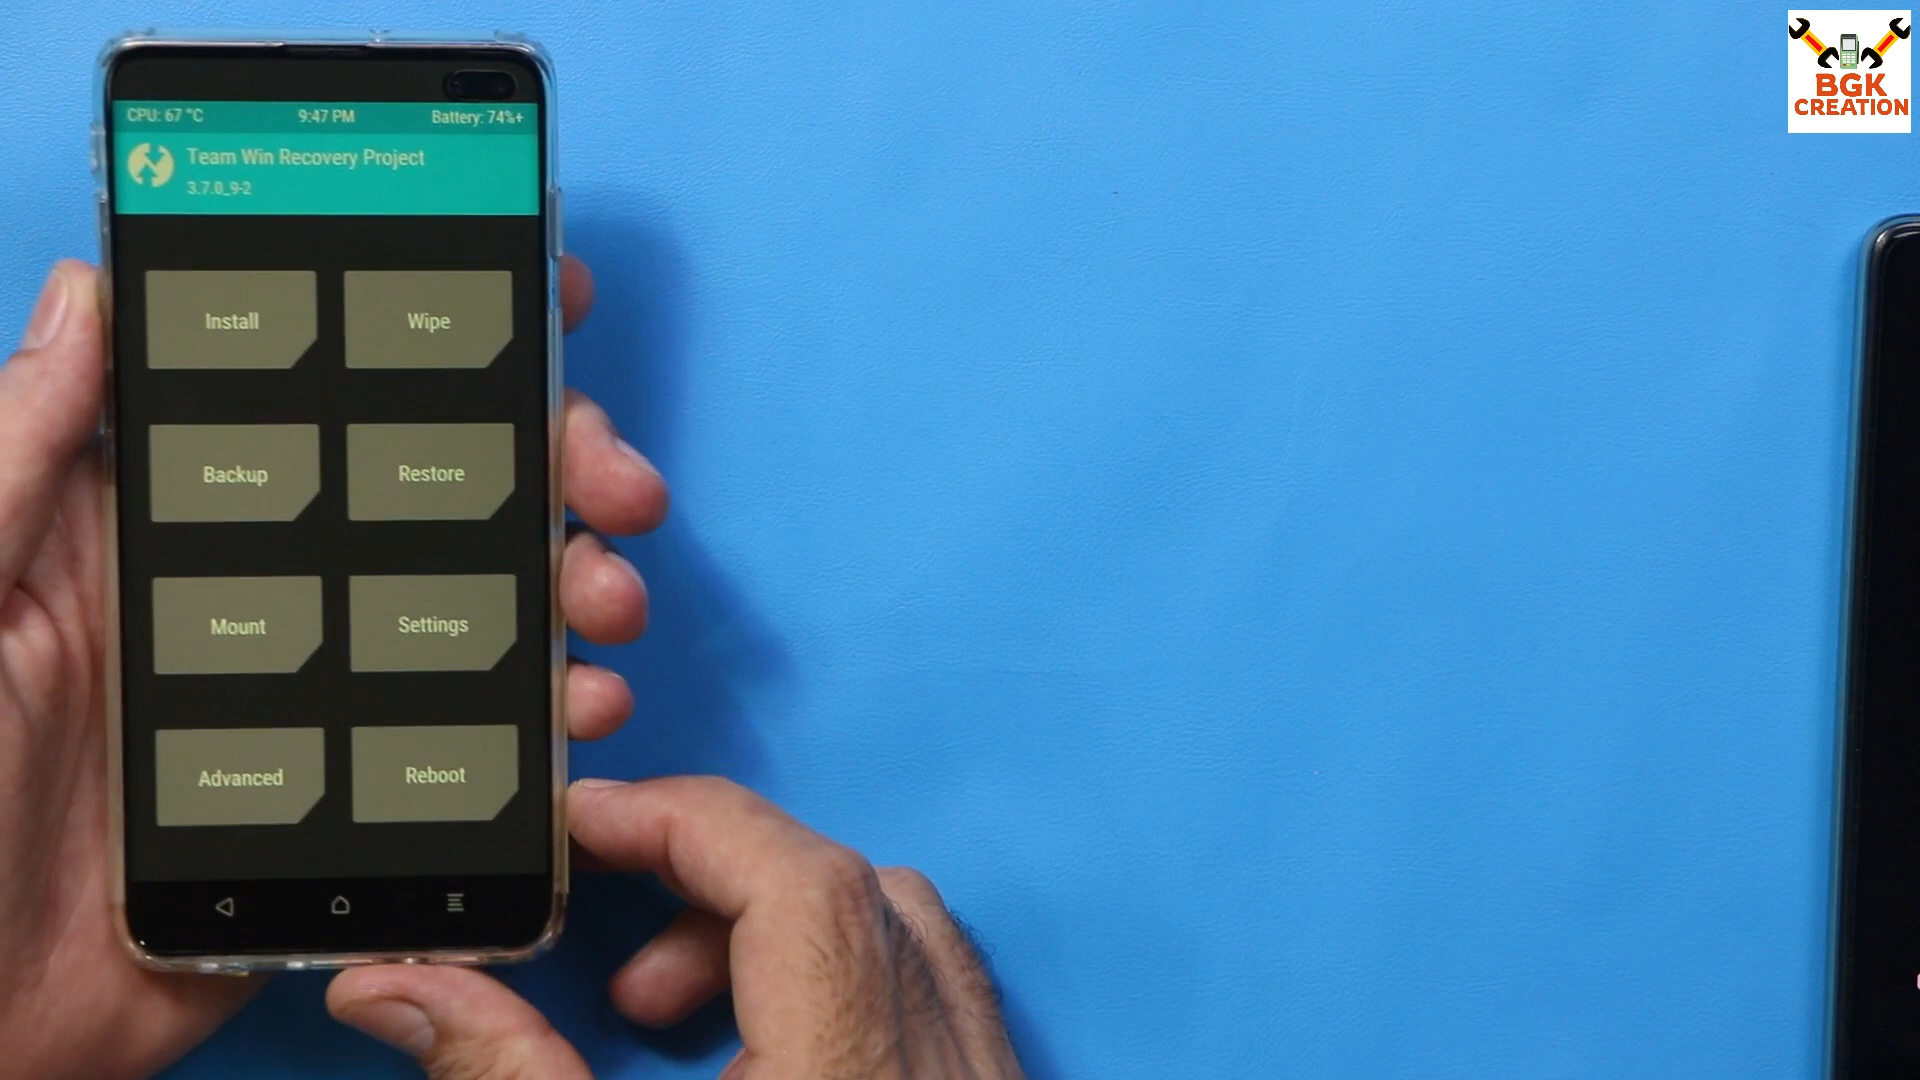 CPU: 67 °C 9:47 PM Battery: 74%+
Team Win Recovery Project
3.7.0_9-2
Install Wipe
Backup Restore
Mount Settings
Advanced Reboot
BGK
CREATION